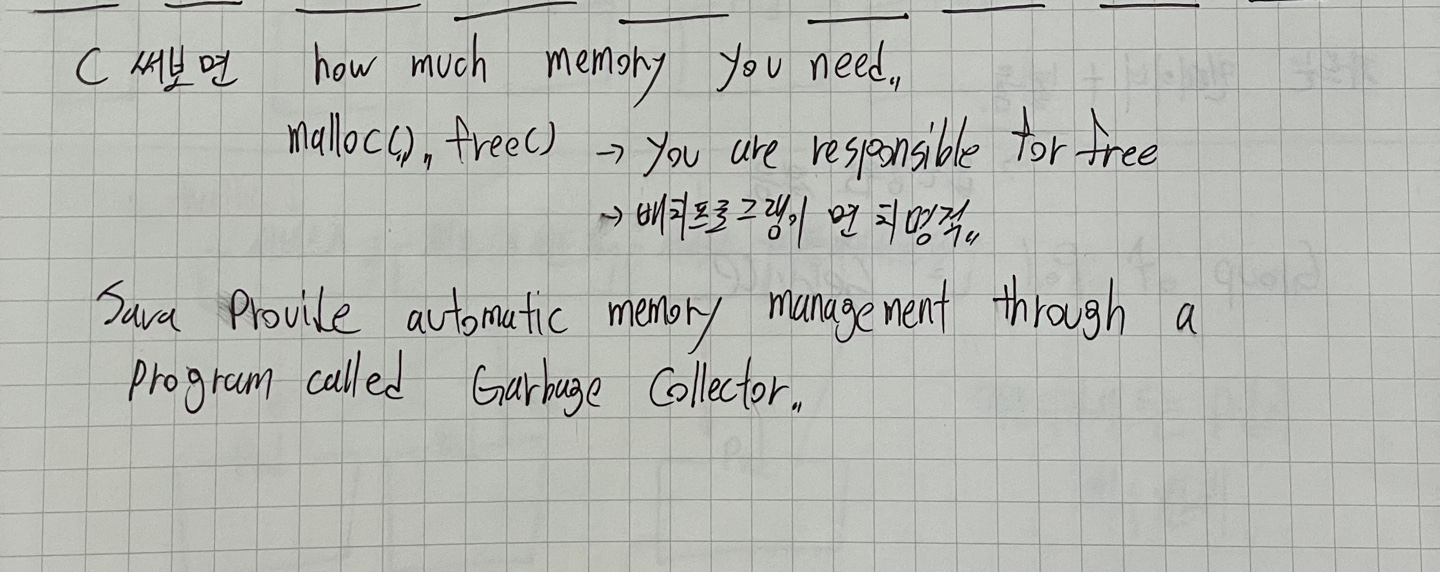 C 써보면 how much memory you need.,
malloc(), free() → you are responsible for free
→ 배치프로그램이 면 치명적.,
Java Provide automatic memory management through a
program called Garbage Collector.,